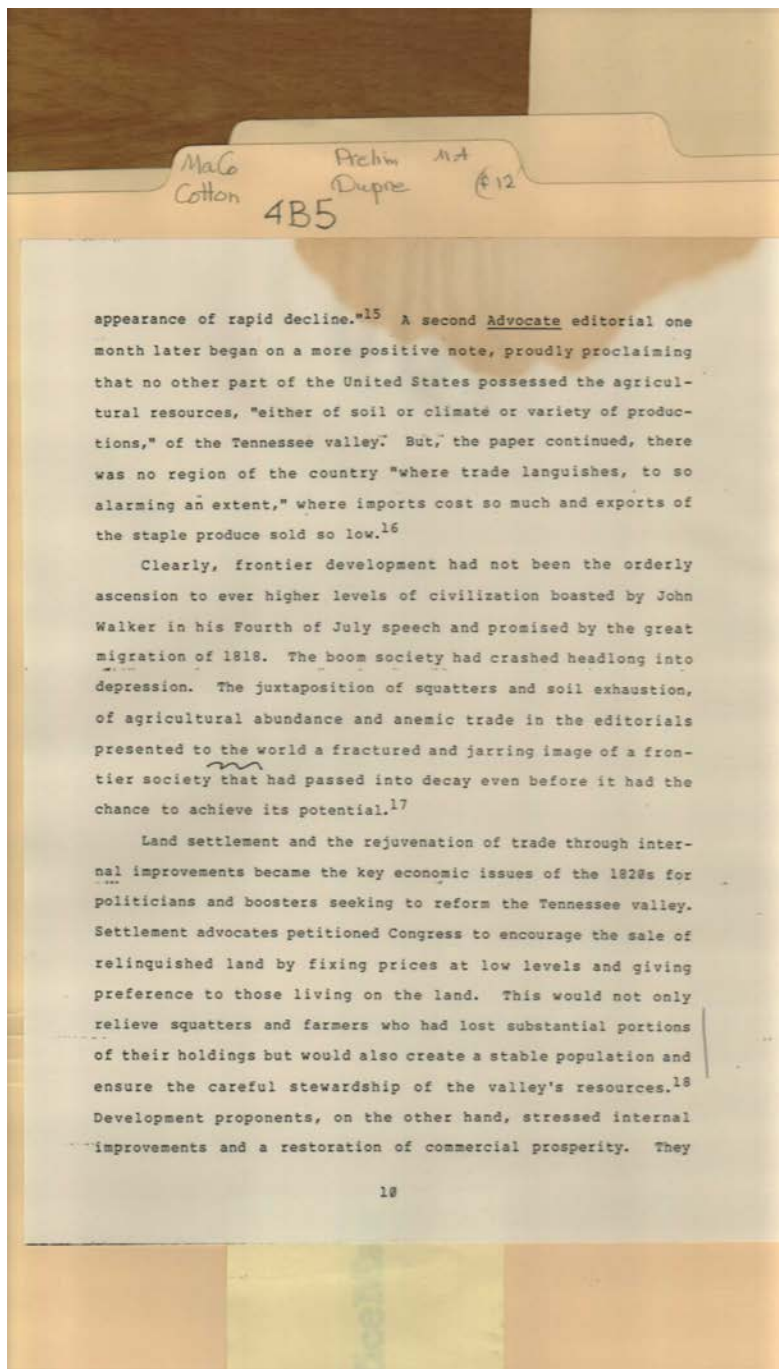 MaCo Prelim
Cotton Dupre
4B5
appearance of rapid decline."15 A second Advocate editorial one
month later began on a more positive note, proudly proclaiming
that no other part of the United States possessed the agricul-
tural resources, "either of soil or climate or variety of produc-
tions," of the Tennessee valley. But, the paper continued, there
was no region of the country "where trade languishes, to so
alarming an extent," where imports cost so much and exports of
the staple produce sold so low.16
Clearly, frontier development had not been the orderly
ascension to ever higher levels of civilization boasted by John
Walker in his Fourth of July speech and promised by the great
migration of 1818. The boom society had crashed headlong into
depression. The juxtaposition of squatters and soil exhaustion,
of agricultural abundance and anemic trade in the editorials
presented to the world a fractured and jarring image of a fron-
tier society that had passed into decay even before it had the
chance to achieve its potential.17
Land settlement and the rejuvenation of trade through inter-
nal improvements became the key economic issues of the 1820s for
politicians and boosters seeking to reform the Tennessee valley.
Settlement advocates petitioned Congress to encourage the sale of
relinquished land by fixing prices at low levels and giving
preference to those living on the land. This would not only
relieve squatters and farmers who had lost substantial portions
of their holdings but would also create a stable population and
ensure the careful stewardship of the valley's resources.18
Development proponents, on the other hand, stressed internal
improvements and a restoration of commercial prosperity. They
10